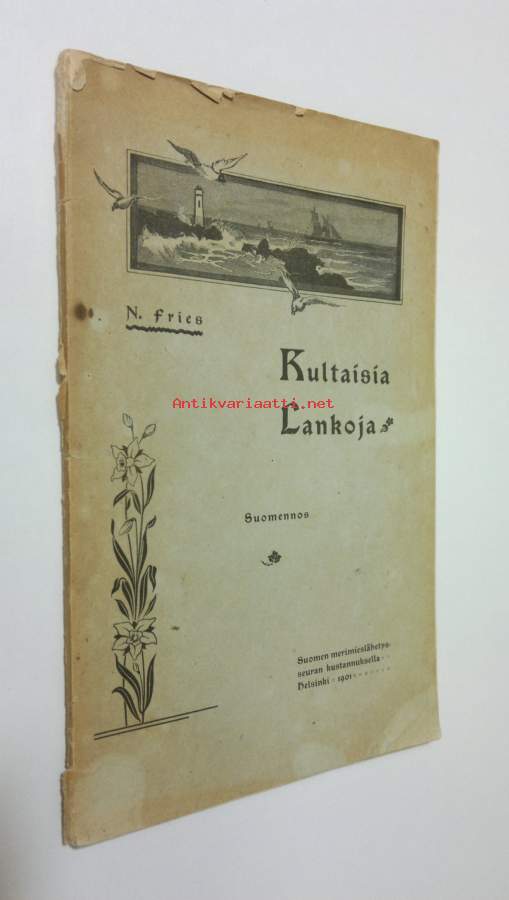 N. Fries
Kultaisia
Antikvariaatti.net
Lankoja
Suomennos
Suomen merimieslähetys-
seuran kustannuksella
Helsinki 1901